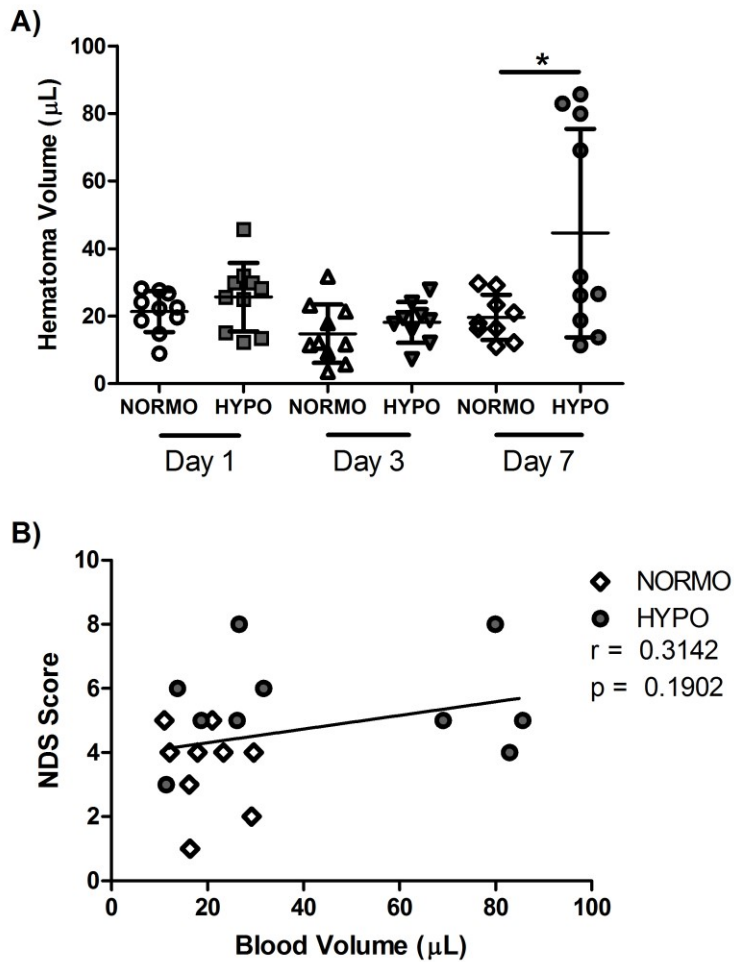 A)
Hematoma Volume (μL)
100
80
60
40
20
0
*
NORMO HYPO NORMO HYPO NORMO HYPO
Day 1 Day 3 Day 7
B)
NDS Score
10
8
6
4
2
0
0 20 40 60 80 100
Blood Volume (μL)
NORMO
HYPO
r = 0.3142
p = 0.1902